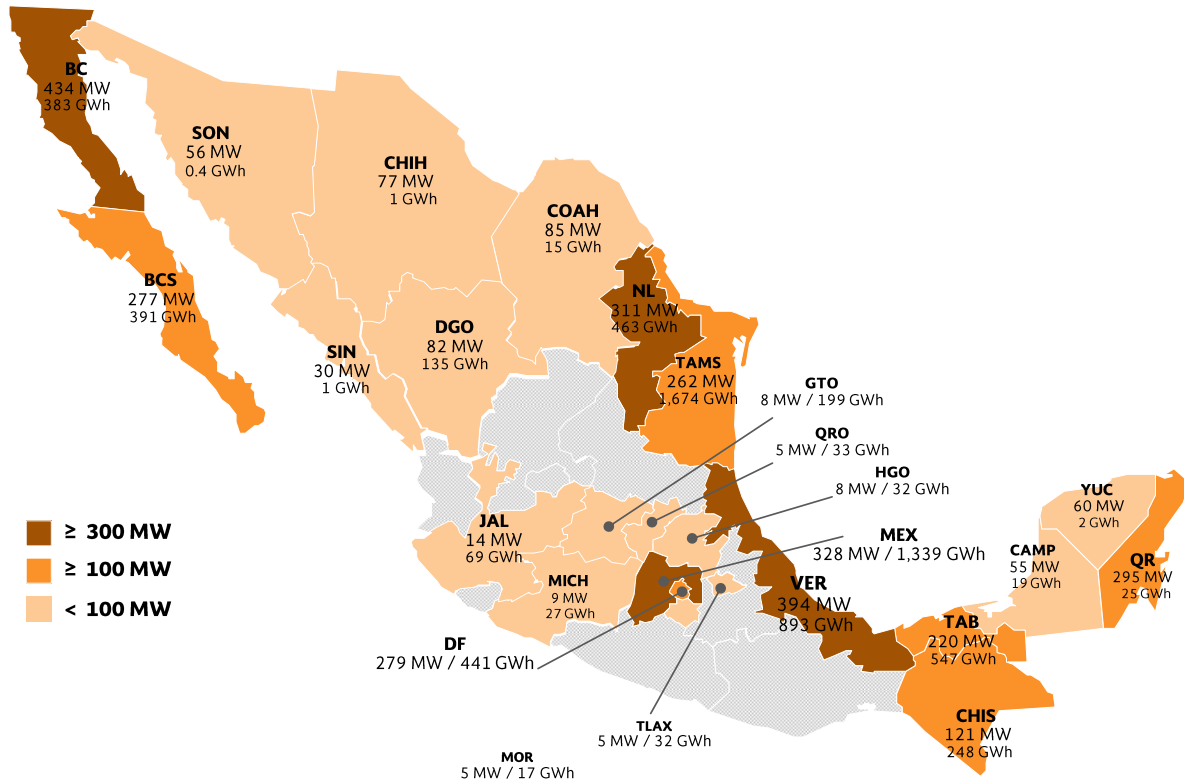 BC
434 MW
383 GWh
SON
56 MW
0.4 GWh
CHIH
77 MW
1 GWh
COAH
85 MW
15 GWh
BCS
277 MW
391 GWh
NL
311 MW
463 GWh
DGO
82 MW
135 GWh
SIN
30 MW
1 GWh
TAMS
262 MW
1,674 GWh
GTO
8 MW / 199 GWh
QRO
5 MW / 33 GWh
HGO
8 MW / 32 GWh
MEX
328 MW / 1,339 GWh
YUC
60 MW
2 GWh
CAMP
55 MW
19 GWh
QR
295 MW
25 GWh
JAL
14 MW
69 GWh
MICH
9 MW
27 GWh
VER
394 MW
893 GWh
TAB
220 MW
547 GWh
DF
279 MW / 441 GWh
CHIS
121 MW
248 GWh
TLAX
5 MW / 32 GWh
MOR
5 MW / 17 GWh
≥ 300 MW
≥ 100 MW
< 100 MW